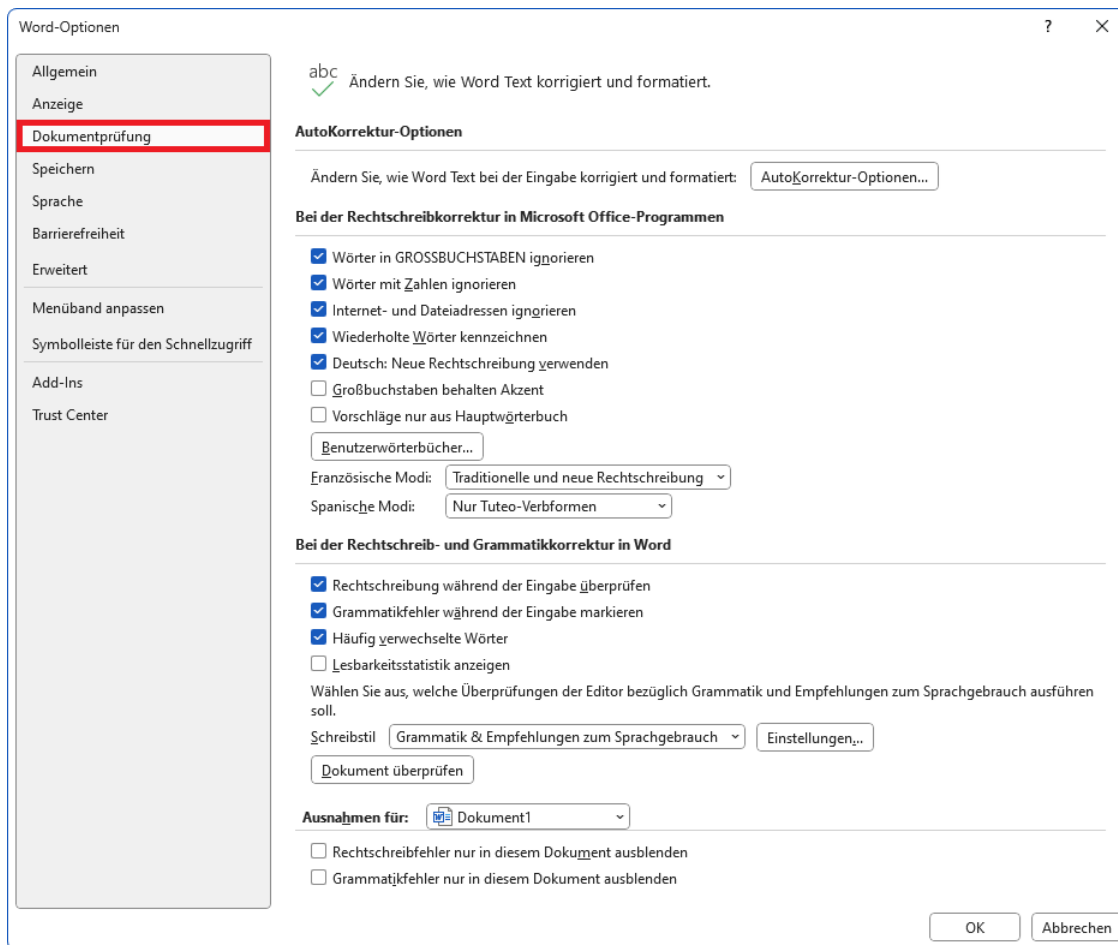 Word-Optionen
?
Allgemein
Anzeige
Dokumentprüfung
Speichern
Sprache
Barrierefreiheit
Erweitert
Menüband anpassen
Symbolleiste für den Schnellzugriff
Add-Ins
Trust Center
abc
Ändern Sie, wie Word Text korrigiert und formatiert.
AutoKorrektur-Optionen
Ändern Sie, wie Word Text bei der Eingabe korrigiert und formatiert: AutoKorrektur-Optionen...
Bei der Rechtschreibkorrektur in Microsoft Office-Programmen
Wörter in GROSSBUCHSTABEN ignorieren
Wörter mit Zahlen ignorieren
Internet- und Dateiadressen ignorieren
Wiederholte Wörter kennzeichnen
Deutsch: Neue Rechtschreibung verwenden
Großbuchstaben behalten Akzent
Vorschläge nur aus Hauptwörterbuch
Benutzerwörterbücher...
Französische Modi: Traditionelle und neue Rechtschreibung
Spanische Modi: Nur Tuteo-Verbformen
Bei der Rechtschreib- und Grammatikkorrektur in Word
Rechtschreibung während der Eingabe überprüfen
Grammatikfehler während der Eingabe markieren
Häufig verwechselte Wörter
Lesbarkeitsstatistik anzeigen
Wählen Sie aus, welche Überprüfungen der Editor bezüglich Grammatik und Empfehlungen zum Sprachgebrauch ausführen
soll.
Schreibstil Grammatik & Empfehlungen zum Sprachgebrauch Einstellungen...
Dokument überprüfen
Ausnahmen für: Dokument1
Rechtschreibfehler nur in diesem Dokument ausblenden
Grammatikfehler nur in diesem Dokument ausblenden
OK Abbrechen